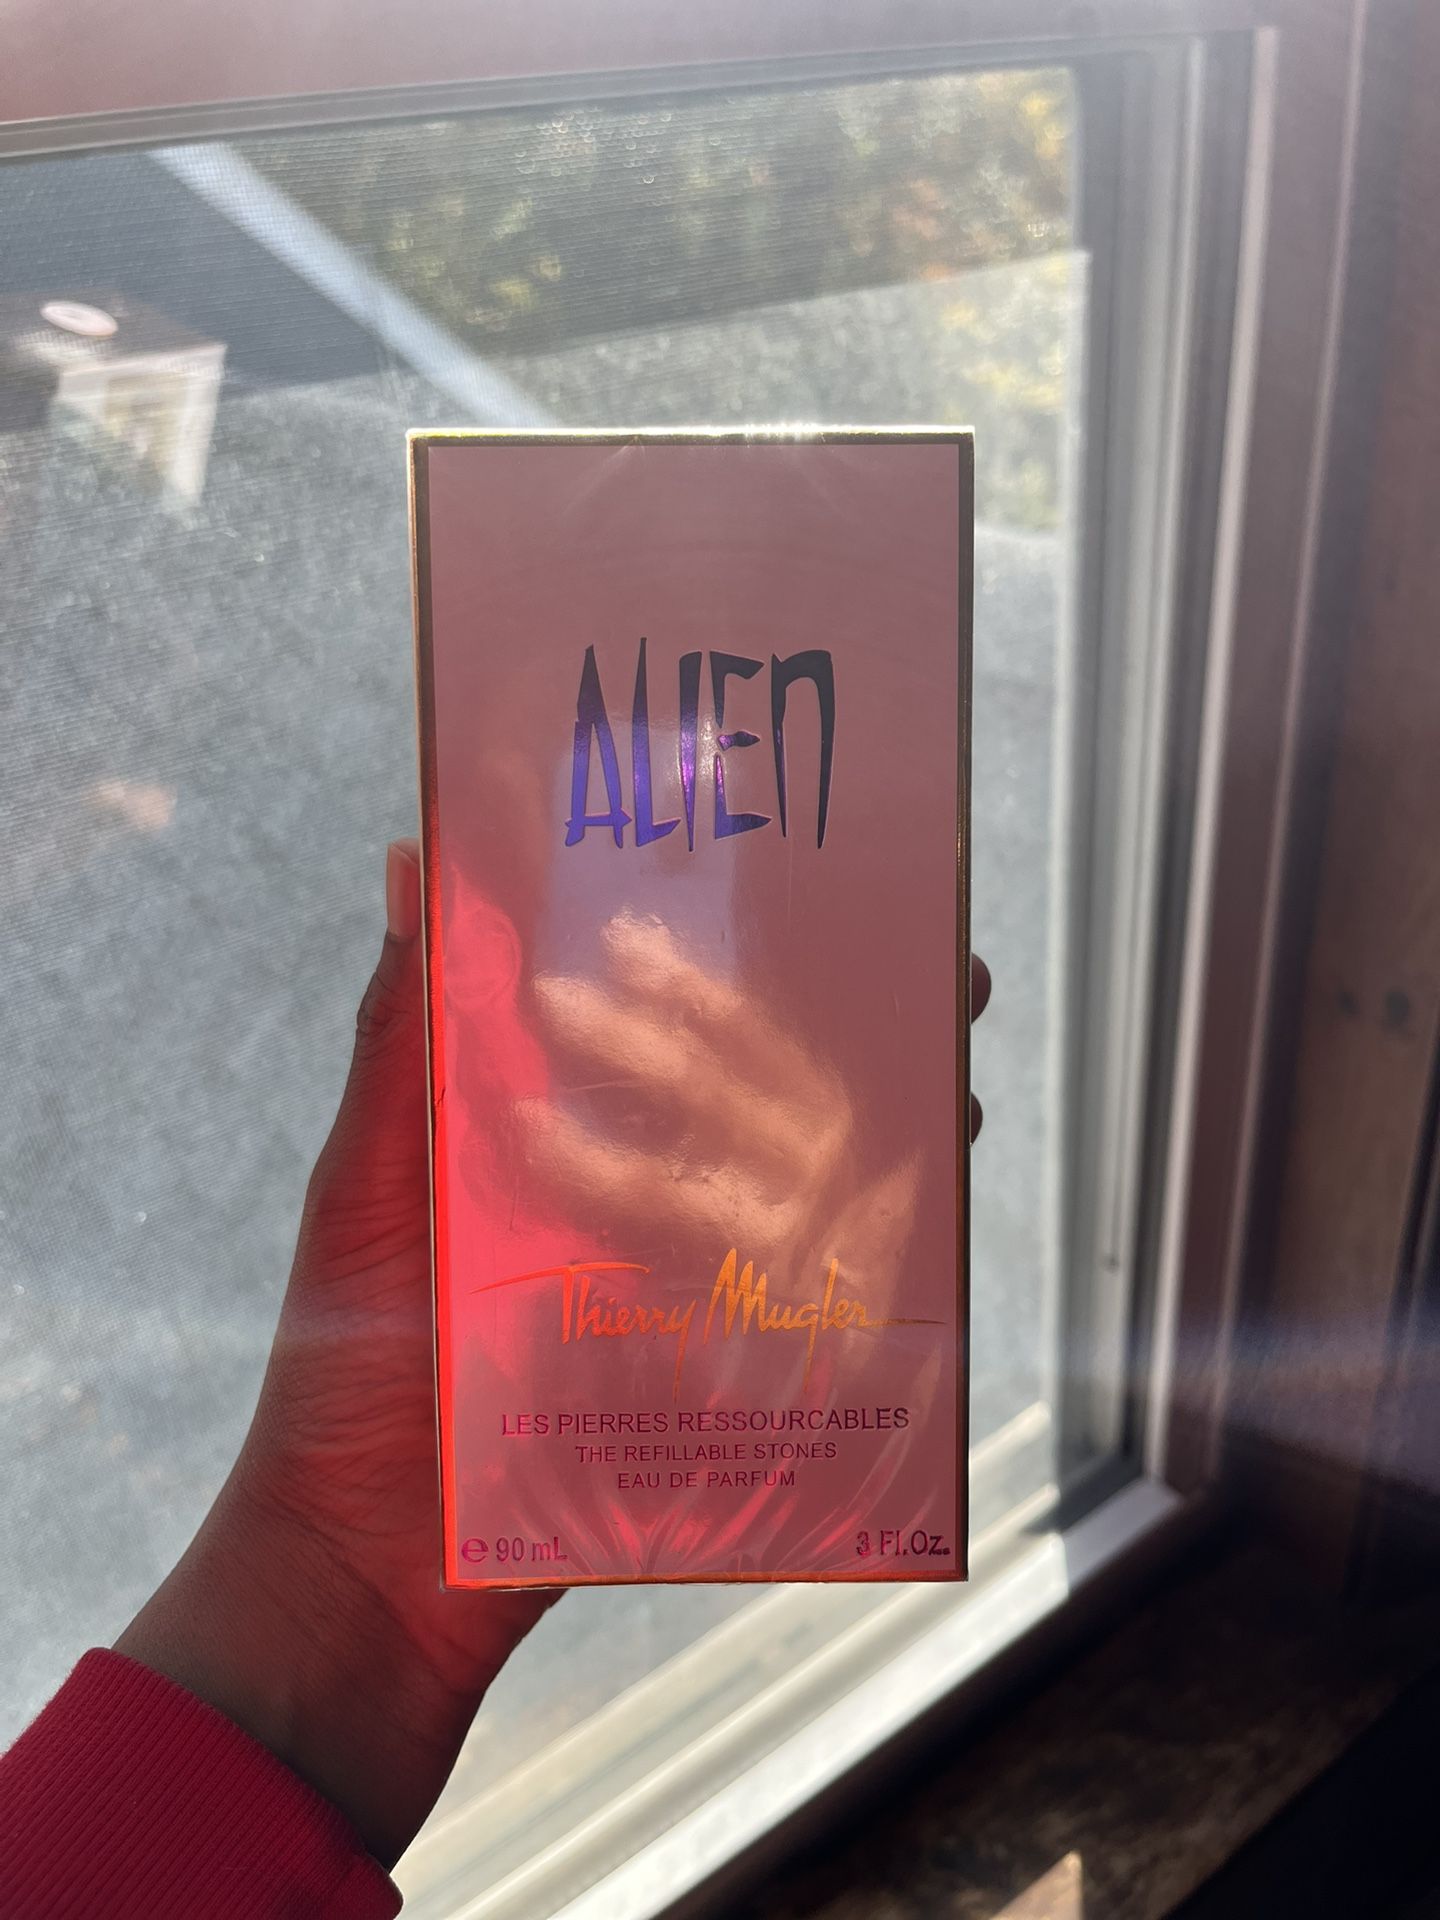 ALIEN
Thierry Mugler
LES PIERRES RESSOURCABLES
THE REFILLABLE STONES
EAU DE PARFUM
℮ 90 mL 3 Fl.Oz.